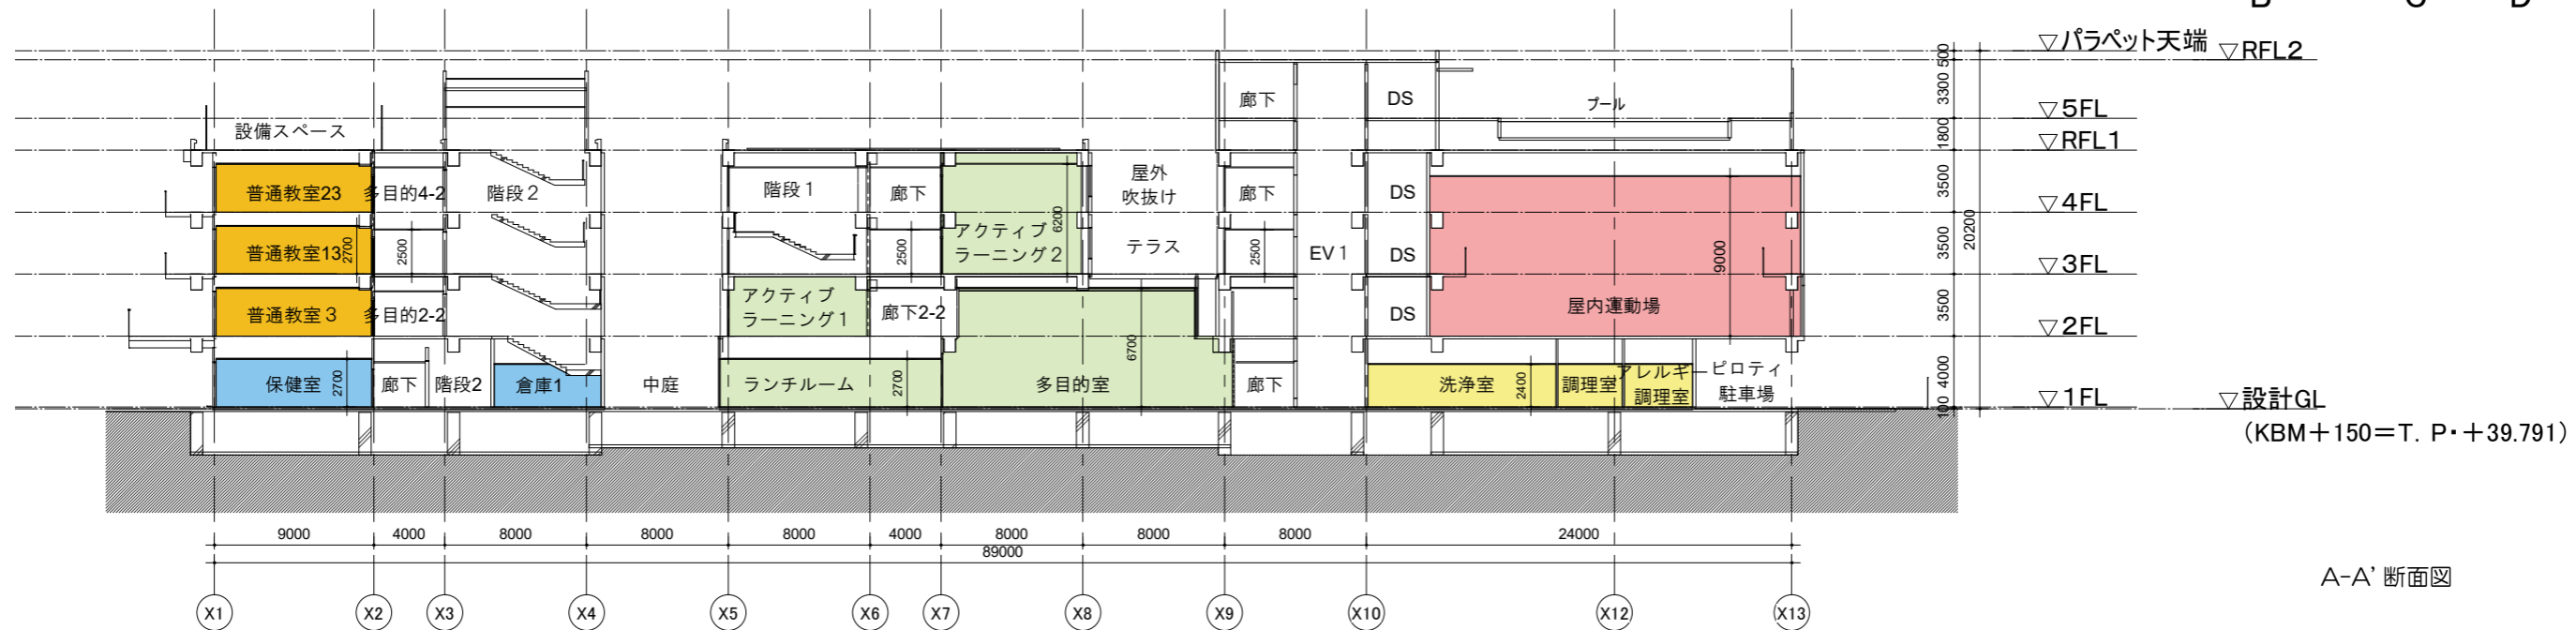 B C D
▽パラペット天端
▽RFL2
▽5FL
▽RFL1
▽4FL
▽3FL
▽2FL
▽1FL
▽設計GL
(KBM+150=T. P・+39.791)
500
3300
1800
3500
3500
3500
4000
100
20200
設備スペース
廊下
DS
プール
普通教室23
多目的4-2
階段2
階段1
廊下
屋外
吹抜け
廊下
DS
6200
普通教室13
2700
2500
2500
アクティブ
ラーニング2
テラス
2500
EV1
DS
9000
普通教室3
多目的2-2
アクティブ
ラーニング1
廊下2-2
6700
DS
屋内運動場
保健室
2700
廊下
階段2
倉庫1
中庭
ランチルーム
2700
多目的室
廊下
洗浄室
2400
調理室
アレルギー
調理室
ピロティ
駐車場
9000 4000 8000 8000 8000 4000 8000 8000 8000 24000
89000
X1 X2 X3 X4 X5 X6 X7 X8 X9 X10 X12 X13
A-A' 断面図